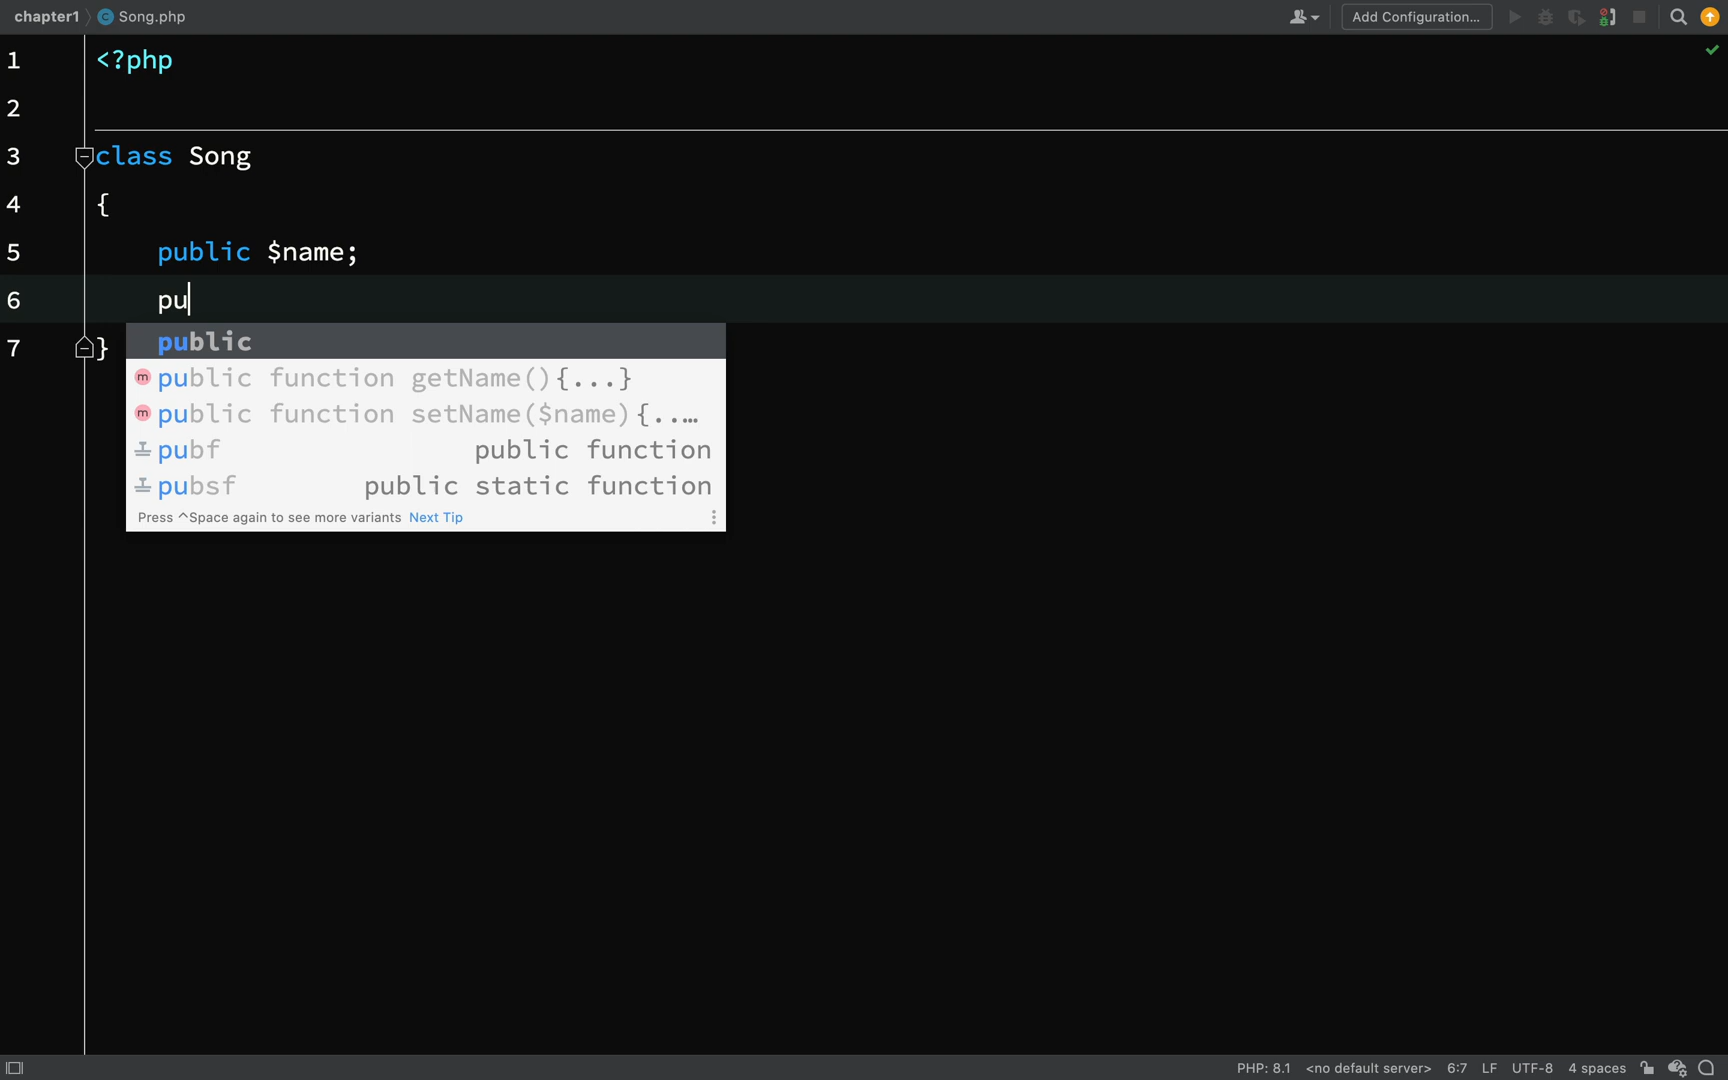 chapter1 Song.php Add Configuration...
1 <?php
2
3 class Song
4 {
5 public $name;
6 pu
7 }
public
m public function getName(){...}
m public function setName($name){..…
pubf public function
pubsf public static function
Press ^Space again to see more variants Next Tip
PHP: 8.1 <no default server> 6:7 LF UTF-8 4 spaces